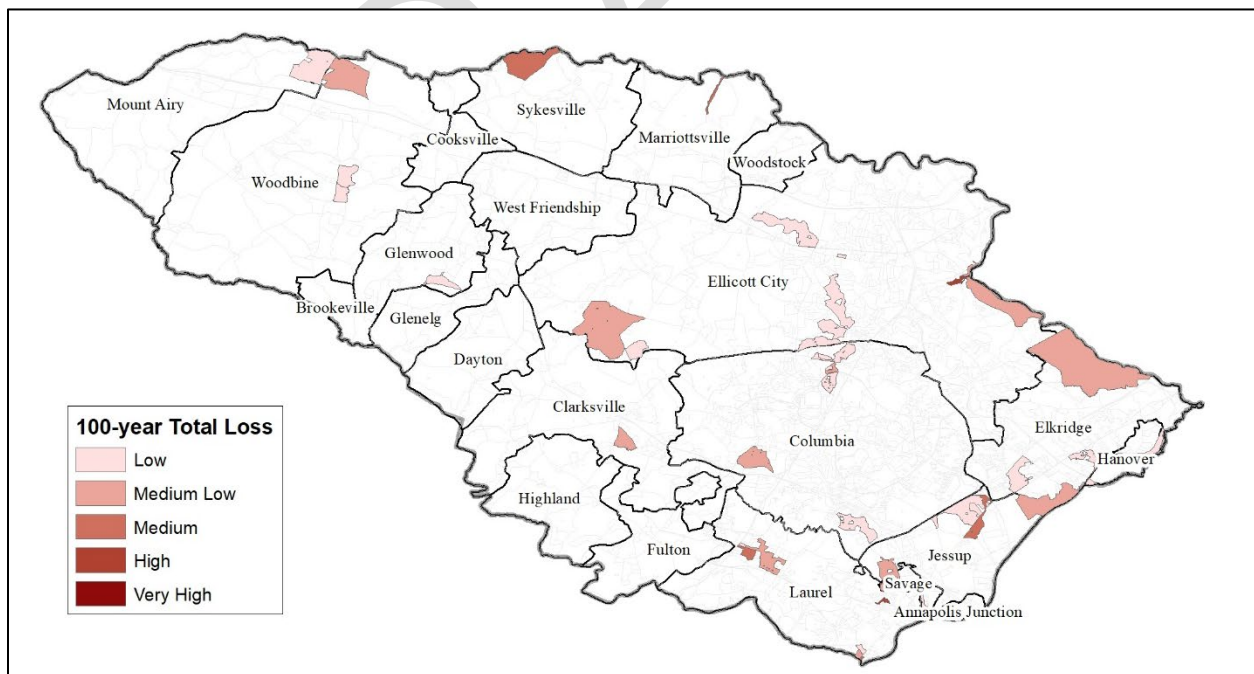 Mount Airy
Sykesville
Marriottsville
Cooksville
Woodstock
Woodbine
West Friendship
Glenwood
Ellicott City
Brookeville
Glenelg
Dayton
Clarksville
Columbia
Elkridge
Hanover
Highland
Fulton
Jessup
Savage
Laurel
Annapolis Junction
100-year Total Loss
Low
Medium Low
Medium
High
Very High